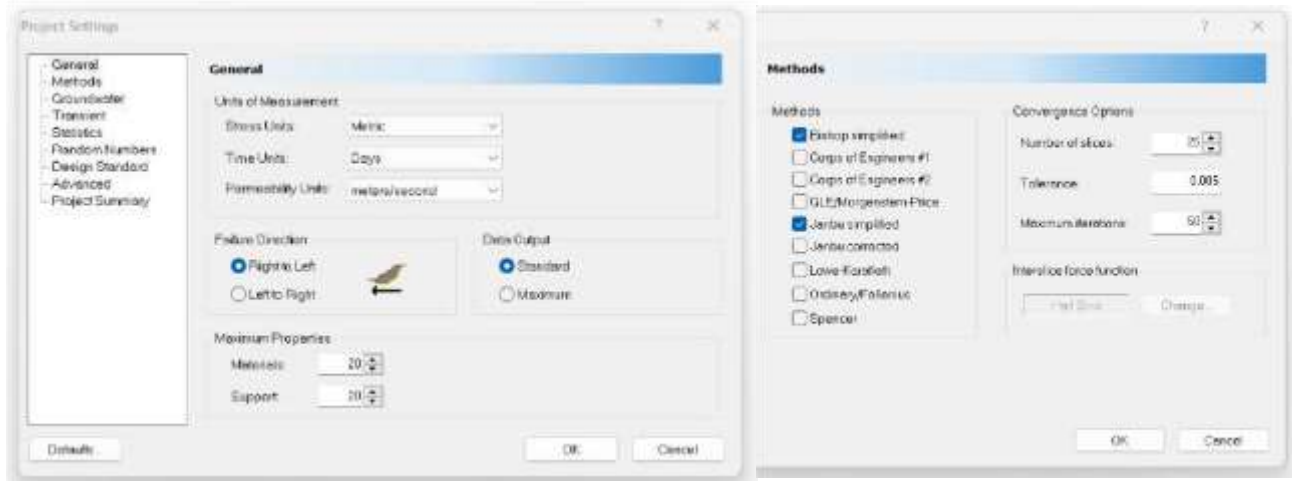 Project Settings
? ×
General
Methods
Groundwater
Transient
Statistics
Random Numbers
Design Standard
Advanced
Project Summary
General
Units of Measurement
Stress Units: Metric
Time Units: Days
Permeability Units: meters/second
Failure Direction
Right to Left
Left to Right
Data Output
Standard
Maximum
Maximum Properties
Materials: 20
Support: 20
Defaults...
OK Cancel
? ×
Methods
Methods
Bishop simplified
Corps of Engineers #1
Corps of Engineers #2
GLE/Morgenstern-Price
Janbu simplified
Janbu corrected
Lowe-Karafiath
Ordinary/Fellenius
Spencer
Convergence Options
Number of slices: 25
Tolerance: 0.005
Maximum iterations: 50
Interslice force function
Half Sine Change...
OK Cancel